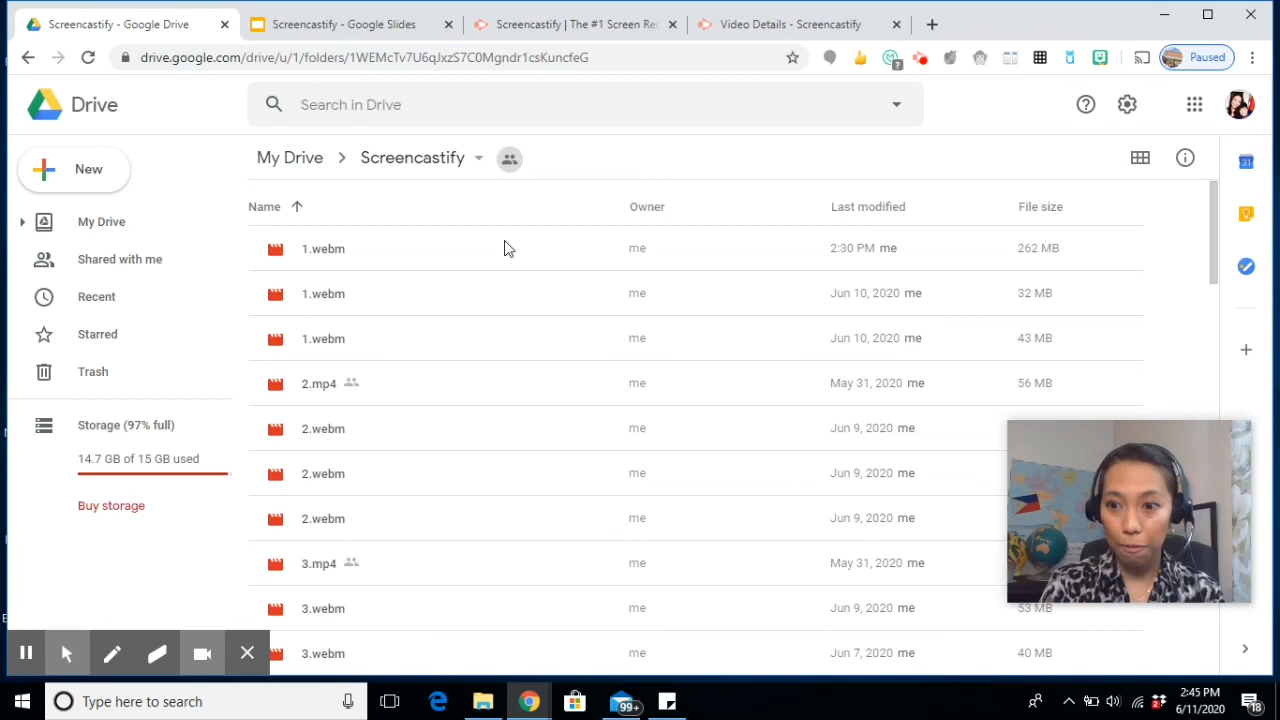 Screencastify - Google Drive
Screencastify - Google Slides
Screencastify | The #1 Screen Re
Video Details - Screencastify
drive.google.com/drive/u/1/folders/1WEMcTv7U6qJxzS7C0Mgndr1csKuncfeG
?
Paused
Drive
Search in Drive
New
My Drive
Screencastify
31
Name
Owner
Last modified
File size
My Drive
1.webm
me
2:30 PM me
262 MB
Shared with me
1.webm
me
Jun 10, 2020 me
32 MB
Recent
1.webm
me
Jun 10, 2020 me
43 MB
Starred
2.mp4
me
May 31, 2020 me
56 MB
Trash
2.webm
me
Jun 9, 2020 me
Storage (97% full)
14.7 GB of 15 GB used
2.webm
me
Jun 9, 2020 me
Buy storage
2.webm
me
Jun 9, 2020 me
3.mp4
me
May 31, 2020 me
3.webm
me
Jun 9, 2020 me
53 MB
3.webm
me
Jun 7, 2020 me
40 MB
Type here to search
99+
2
2:45 PM
6/11/2020
18